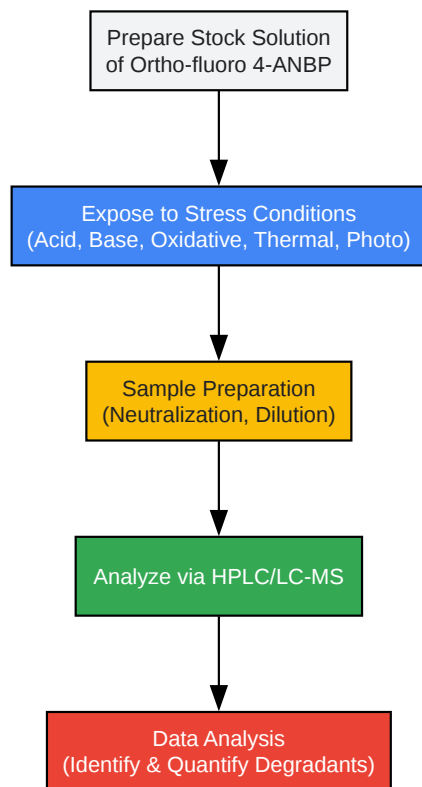 Prepare Stock Solution
of Ortho-fluoro 4-ANBP
Expose to Stress Conditions
(Acid, Base, Oxidative, Thermal, Photo)
Sample Preparation
(Neutralization, Dilution)
Analyze via HPLC/LC-MS
Data Analysis
(Identify & Quantify Degradants)